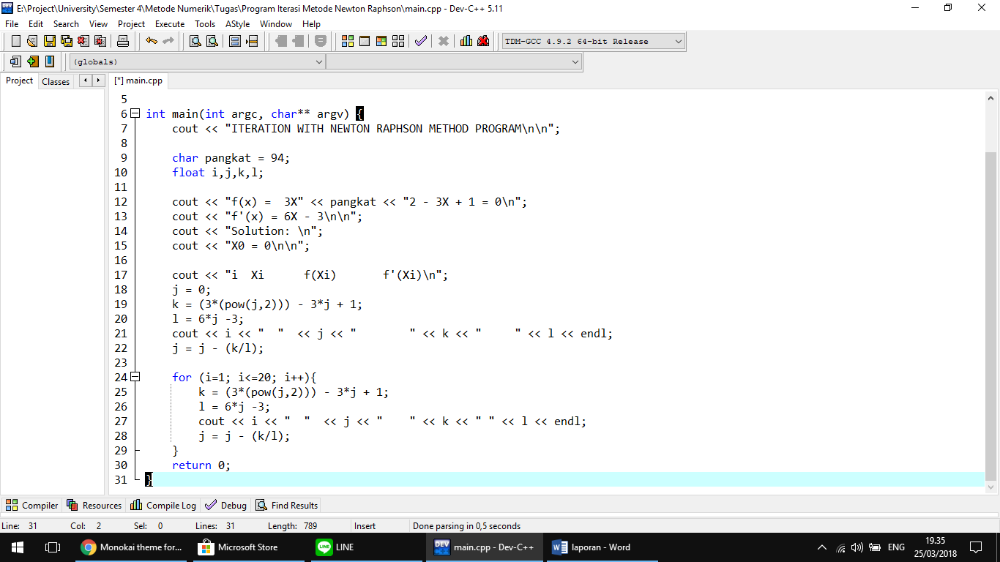 E:\Project\University\Semester 4\Metode Numerik\Tugas\Program Iterasi Metode Newton Raphson\main.cpp - Dev-C++ 5.11
File Edit Search View Project Execute Tools AStyle Window Help
TDM-GCC 4.9.2 64-bit Release
(globals)
Project Classes [*] main.cpp
5
6 int main(int argc, char** argv) {
7 cout << "ITERATION WITH NEWTON RAPHSON METHOD PROGRAM\n\n";
8
9 char pangkat = 94;
10 float i,j,k,l;
11
12 cout << "f(x) =  3X" << pangkat << "2 - 3X + 1 = 0\n";
13 cout << "f'(x) = 6X - 3\n\n";
14 cout << "Solution: \n";
15 cout << "X0 = 0\n\n";
16
17 cout << "i  Xi      f(Xi)       f'(Xi)\n";
18 j = 0;
19 k = (3*(pow(j,2))) - 3*j + 1;
20 l = 6*j -3;
21 cout << i << "  "  << j << "        " << k << "     " << l << endl;
22 j = j - (k/l);
23
24 for (i=1; i<=20; i++){
25 k = (3*(pow(j,2))) - 3*j + 1;
26 l = 6*j -3;
27 cout << i << "  "  << j << "    " << k << " " << l << endl;
28 j = j - (k/l);
29 }
30 return 0;
31 }
Compiler Resources Compile Log Debug Find Results
Line: 31 Col: 2 Sel: 0 Lines: 31 Length: 789 Insert Done parsing in 0,5 seconds
Monokai theme for... Microsoft Store LINE main.cpp - Dev-C++ laporan - Word ENG 19.35
25/03/2018